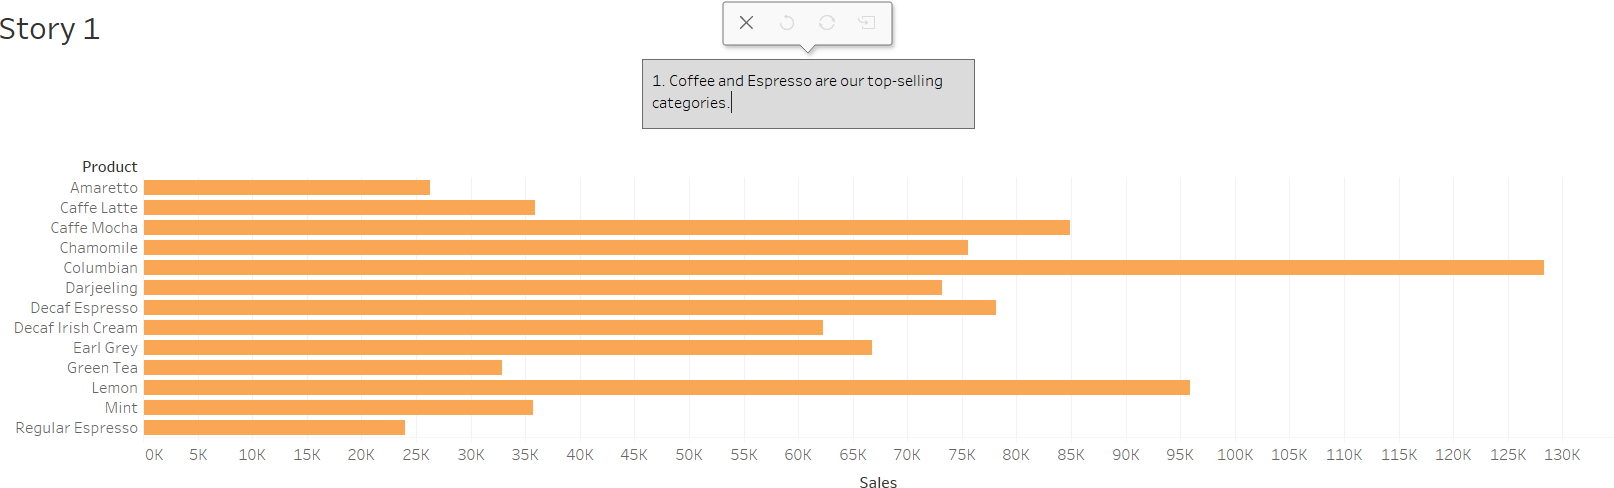 Story 1
1. Coffee and Espresso are our top-selling
categories.
Product
Amaretto
Caffe Latte
Caffe Mocha
Chamomile
Columbian
Darjeeling
Decaf Espresso
Decaf Irish Cream
Earl Grey
Green Tea
Lemon
Mint
Regular Espresso
0K 5K 10K 15K 20K 25K 30K 35K 40K 45K 50K 55K 60K 65K 70K 75K 80K 85K 90K 95K 100K 105K 110K 115K 120K 125K 130K
Sales